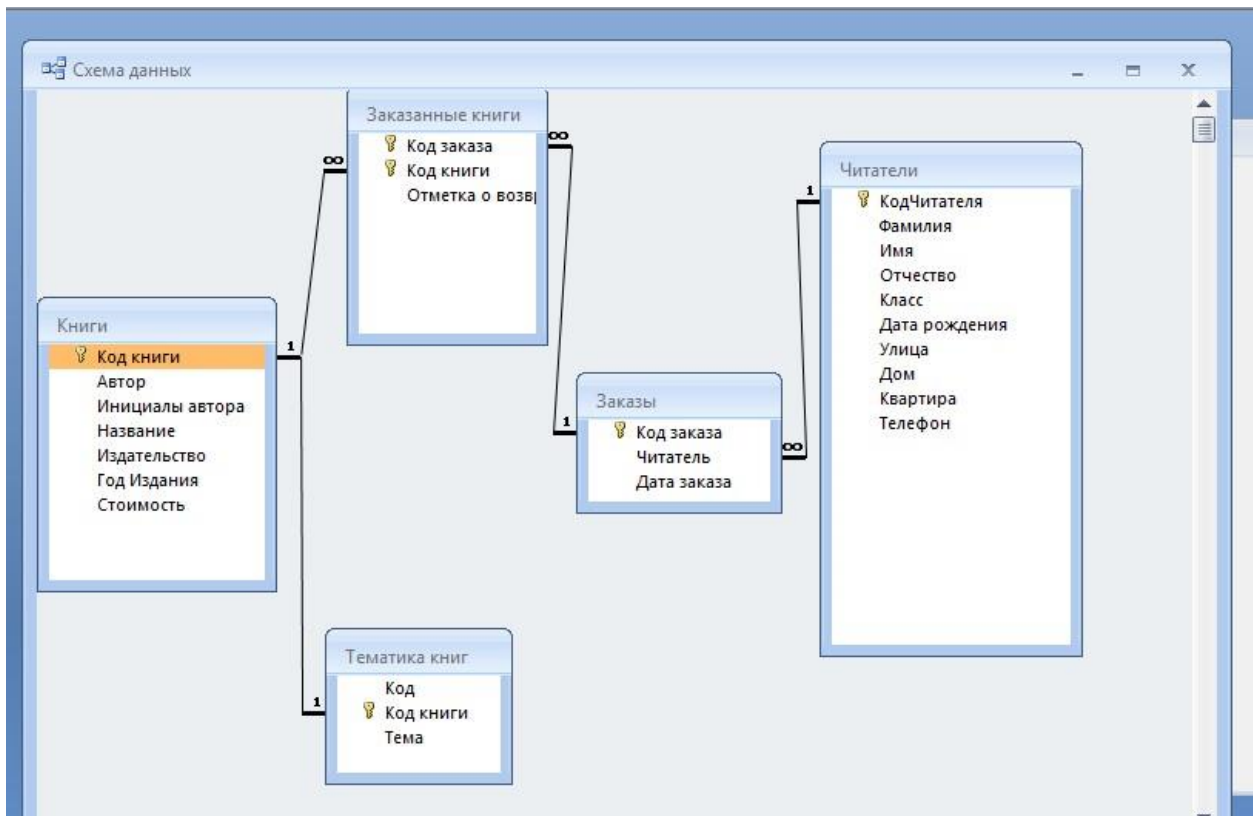 Схема данных
Заказанные книги
Код заказа
Код книги
Отметка о возв
∞
∞
Читатели
КодЧитателя
Фамилия
Имя
Отчество
Класс
Дата рождения
Улица
Дом
Квартира
Телефон
1
Книги
Код книги
Автор
Инициалы автора
Название
Издательство
Год Издания
Стоимость
1
Заказы
Код заказа
Читатель
Дата заказа
1
∞
Тематика книг
Код
Код книги
Тема
1